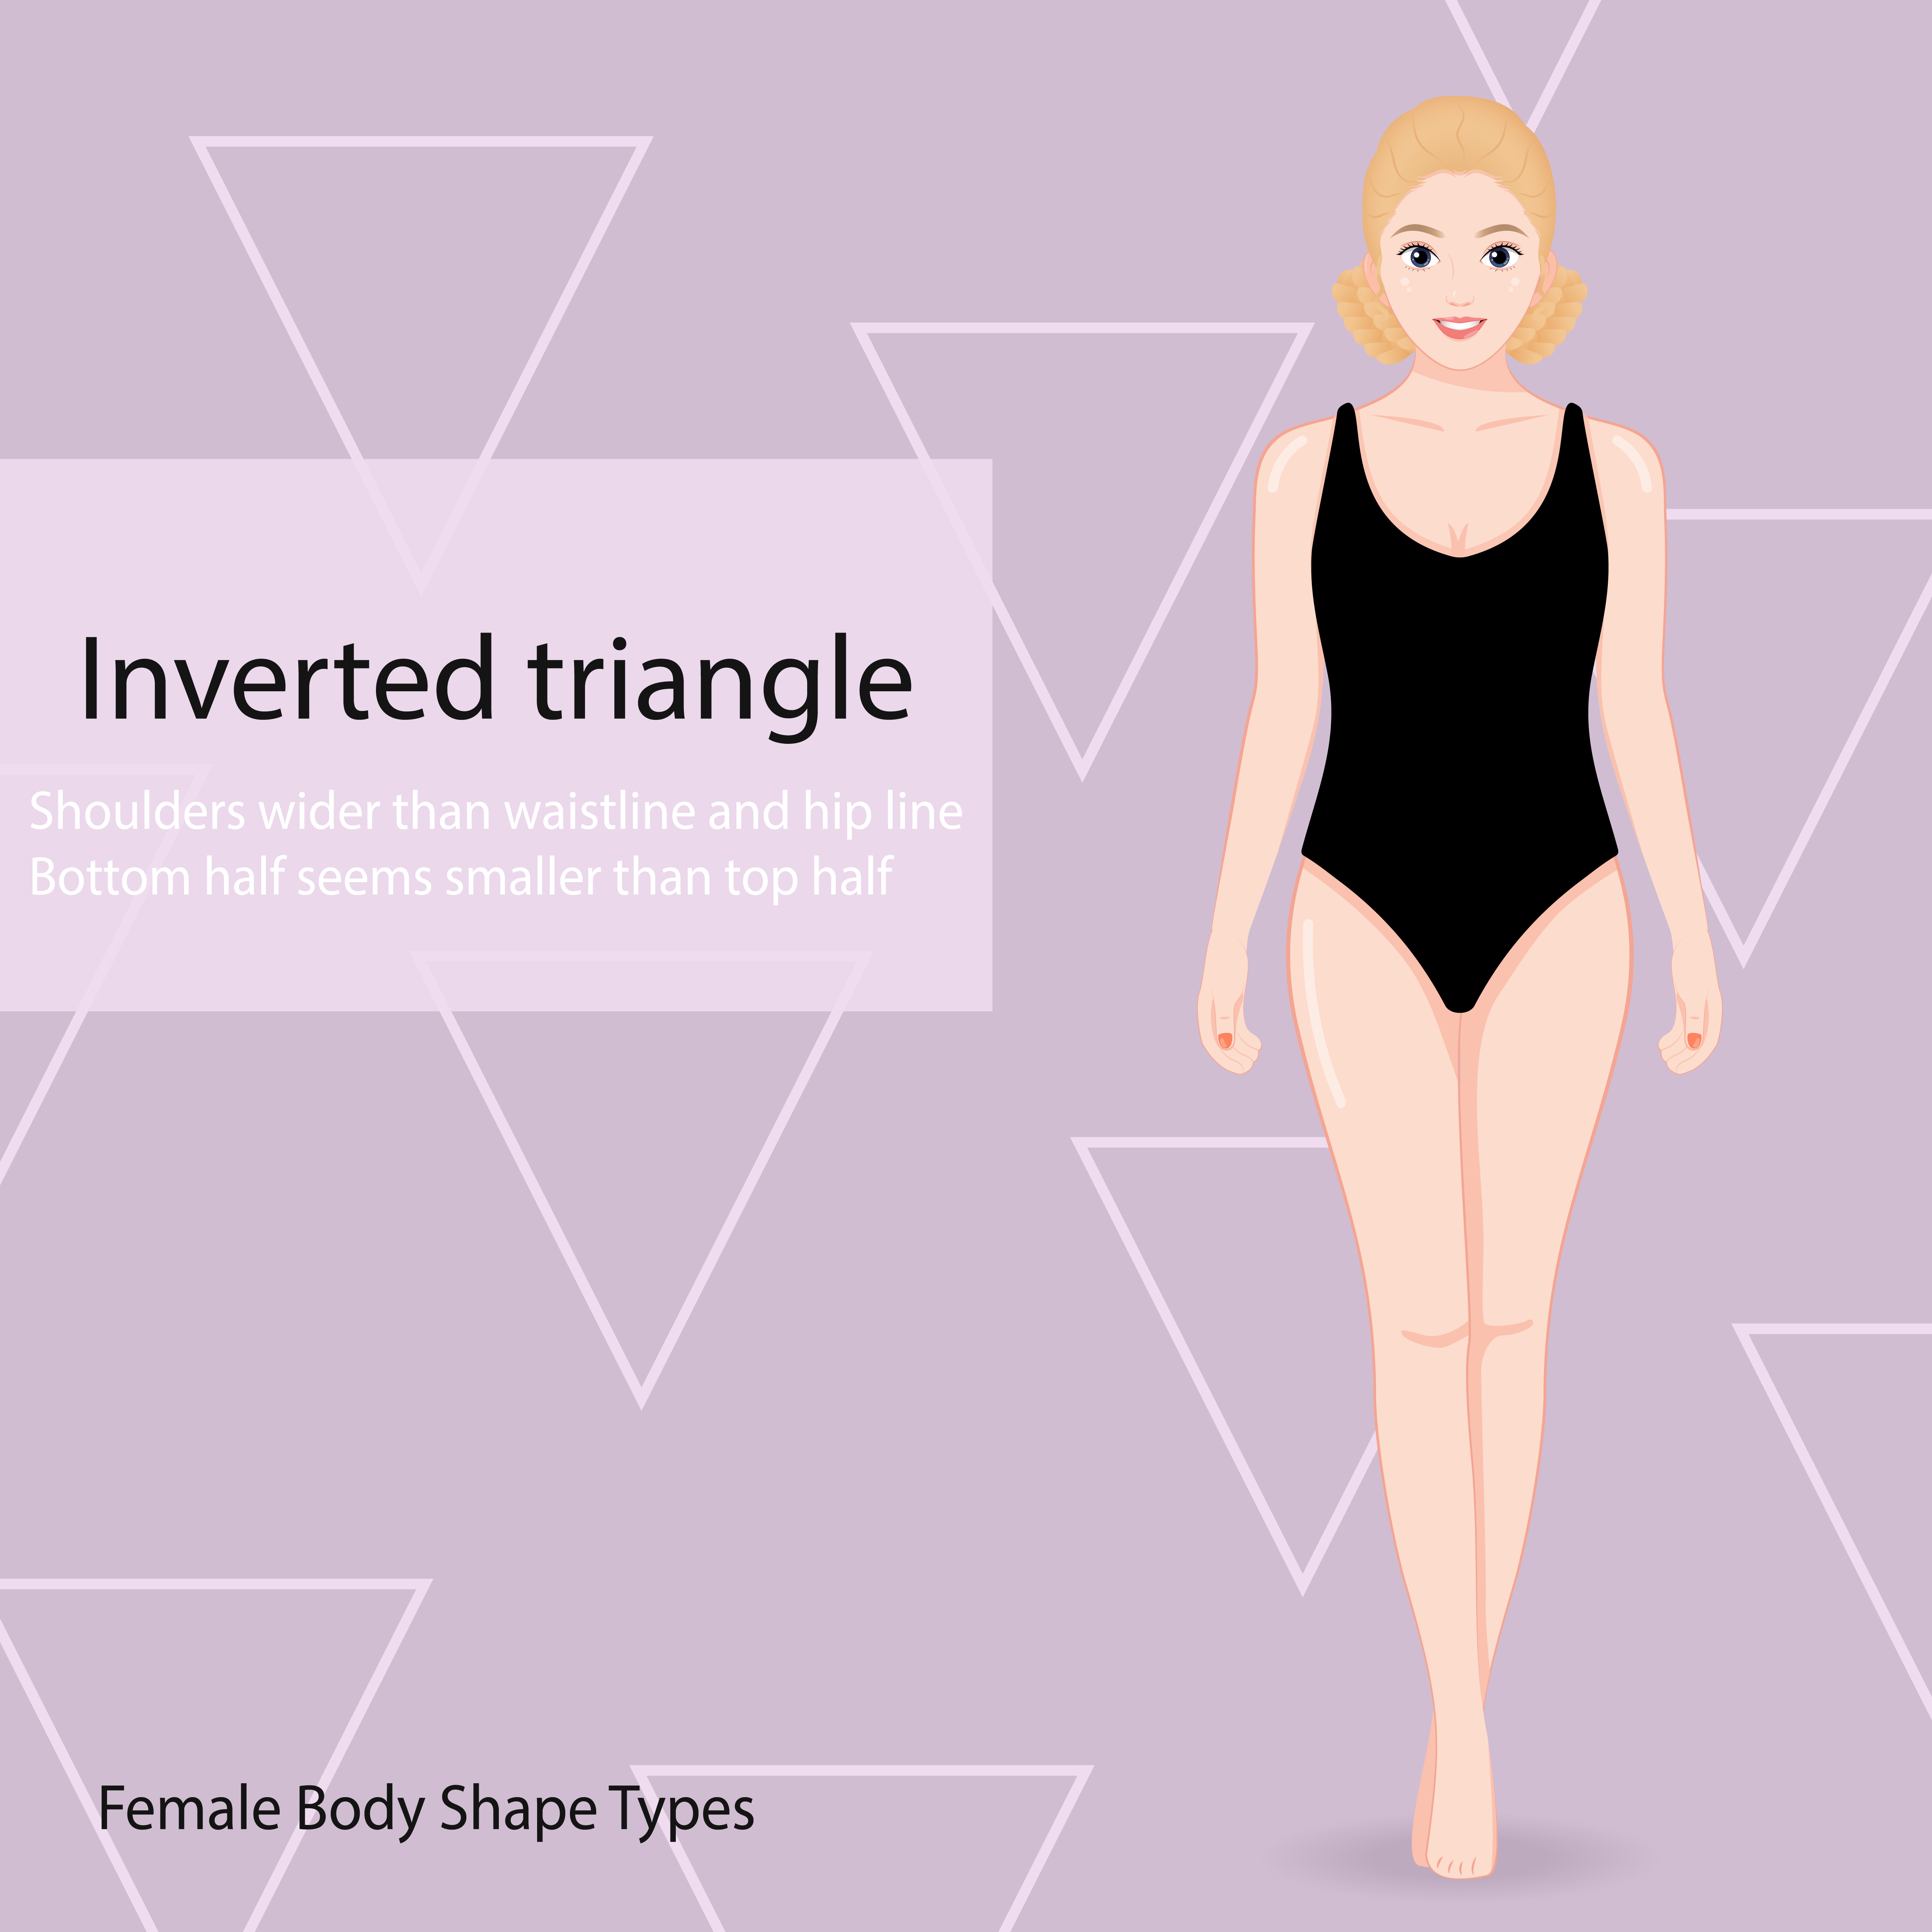 Inverted triangle
Shoulders wider than waistline and hip line
Bottom half seems smaller than top half
Female Body Shape Types